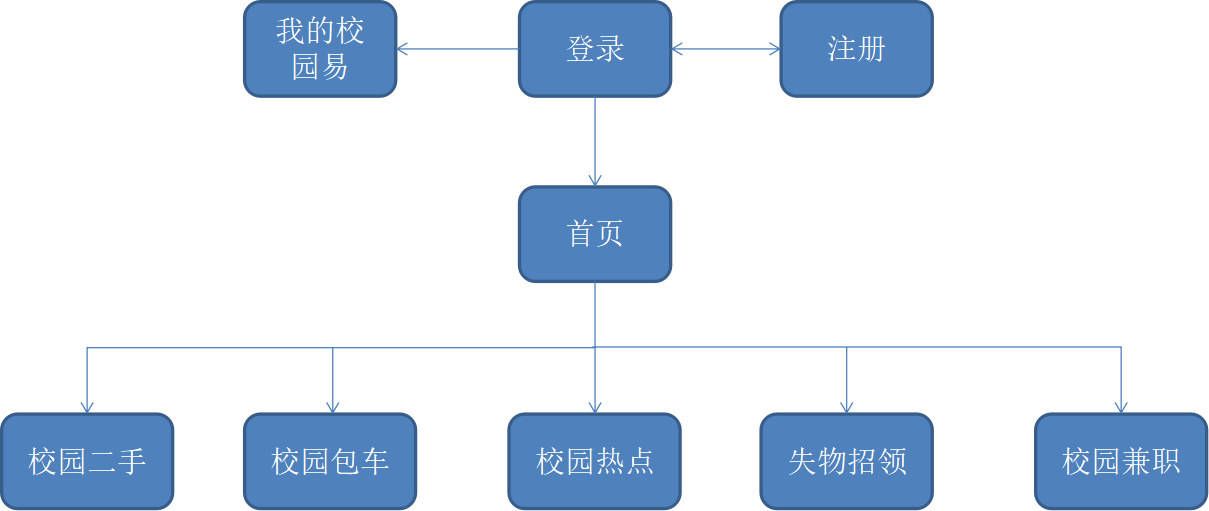 我的校
园易
登录
注册
首页
校园二手
校园包车
校园热点
失物招领
校园兼职